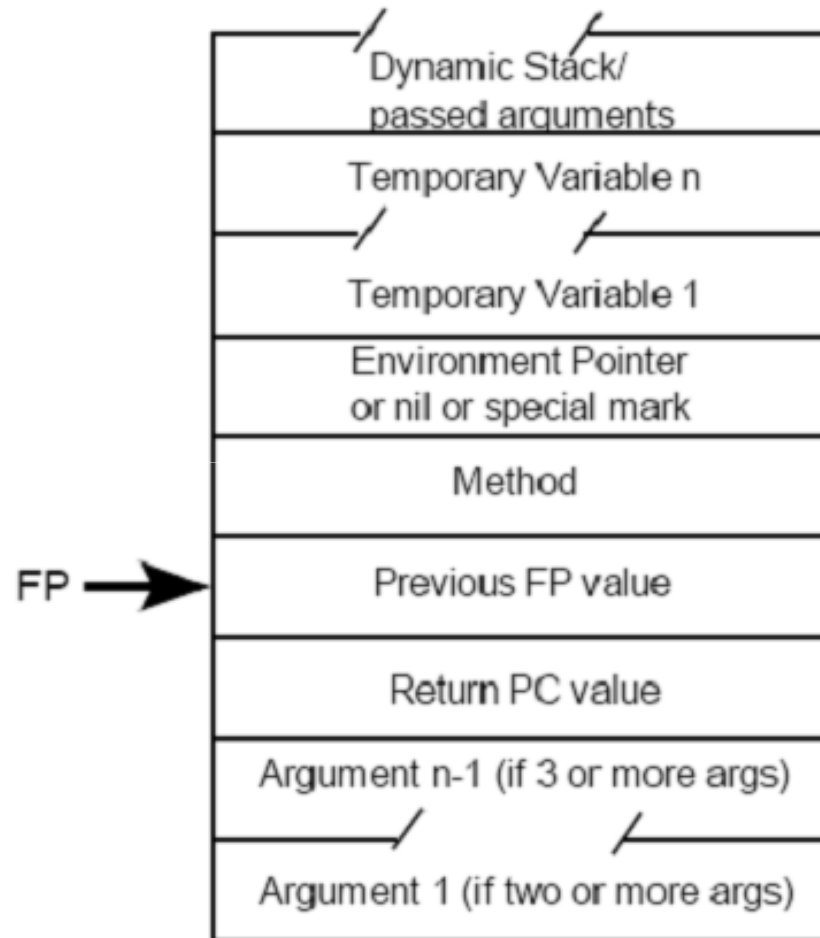 Dynamic Stack/
passed arguments
Temporary Variable n
Temporary Variable 1
Environment Pointer
or nil or special mark
Method
FP
Previous FP value
Return PC value
Argument n-1 (if 3 or more args)
Argument 1 (if two or more args)